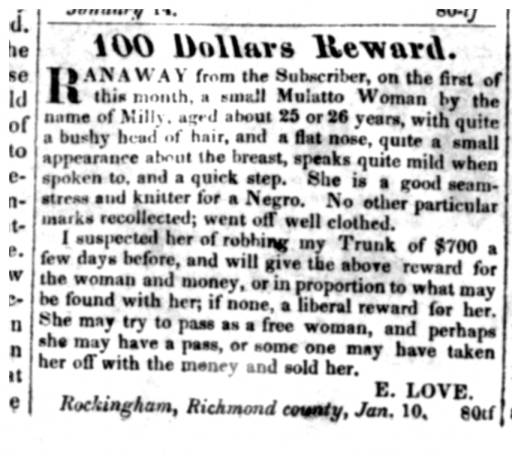 d.
he
se
ld
of
to
e-
n-
t-
e.
w
e-
n
n
at
e
January 14. 80-tf
100 Dollars Reward.
RANAWAY from the Subscriber, on the first of
this month, a small Mulatto Woman by the
name of Milly, aged about 25 or 26 years, with quite
a bushy head of hair, and a flat nose, quite a small
appearance about the breast, speaks quite mild when
spoken to, and a quick step. She is a good seam-
stress and knitter for a Negro. No other particular
marks recollected; went off well clothed.
I suspected her of robbing my Trunk of $700 a
few days before, and will give the above reward for
the woman and money, or in proportion to what may
be found with her; if none, a liberal reward for her.
She may try to pass as a free woman, and perhaps
she may have a pass, or some one may have taken
her off with the money and sold her.
E. LOVE.
Rockingham, Richmond county, Jan. 10. 80tf